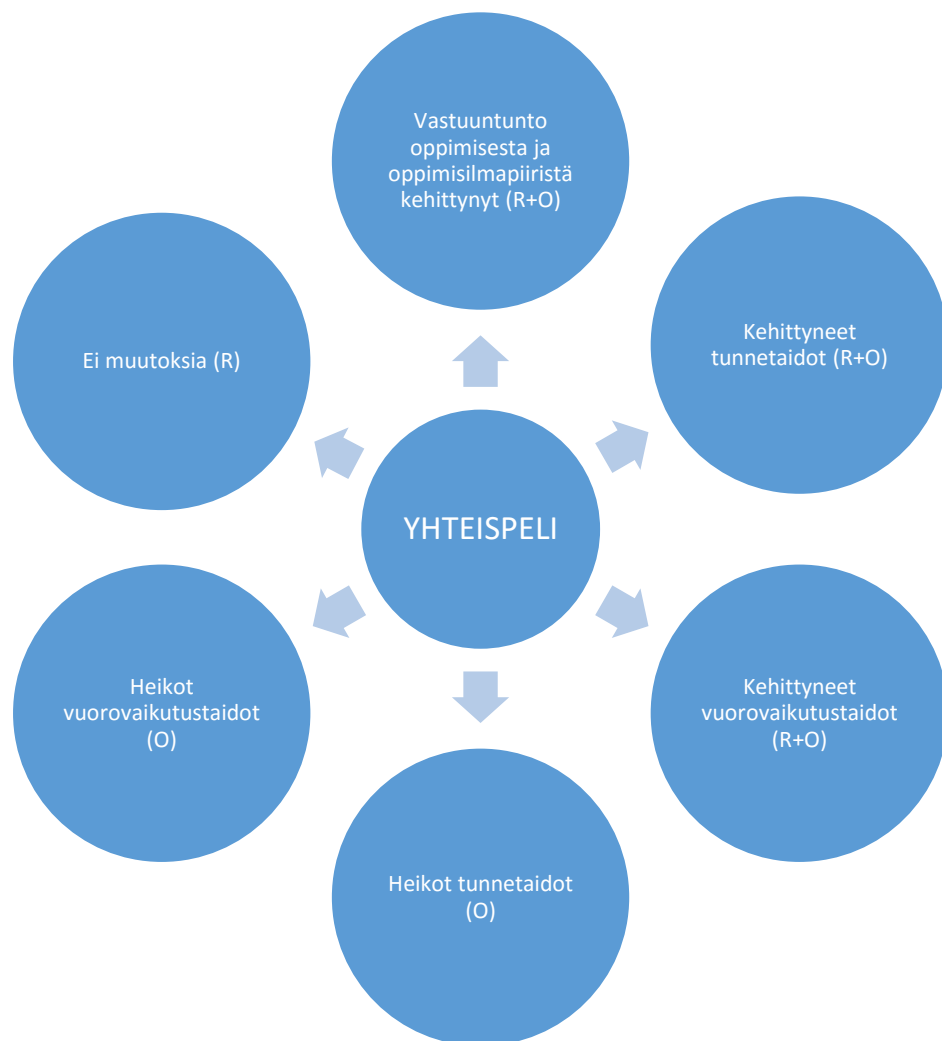 Vastuuntunto
oppimisesta ja
oppimisilmapiiristä
kehittynyt (R+O)
Kehittyneet
tunnetaidot (R+O)
Ei muutoksia (R)
YHTEISPELI
Heikot
vuorovaikutustaidot
(O)
Kehittyneet
vuorovaikutustaidot
(R+O)
Heikot tunnetaidot
(O)